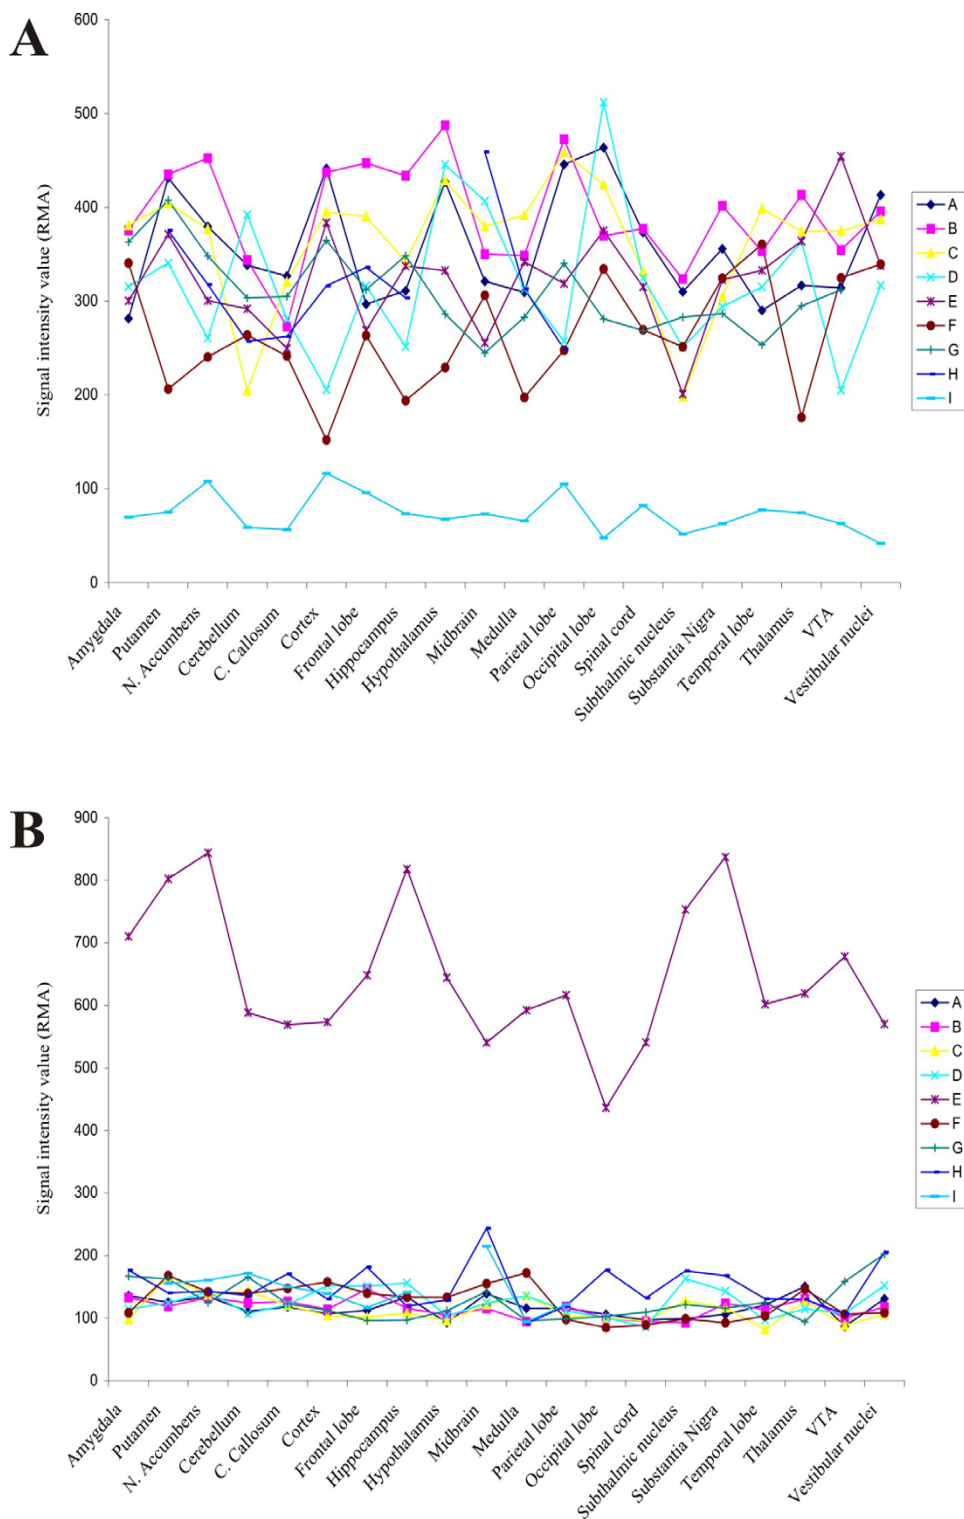 A
Signal intensity value (RMA)
600
500
400
300
200
100
0
Amygdala
Putamen
N. Accumbens
Cerebellum
C. Callosum
Cortex
Frontal lobe
Hippocampus
Hypothalamus
Midbrain
Medulla
Parietal lobe
Occipital lobe
Spinal cord
Subthalmic nucleus
Substantia Nigra
Temporal lobe
Thalamus
VTA
Vestibular nuclei
A
B
C
D
E
F
G
H
I
B
Signal intensity value (RMA)
900
800
700
600
500
400
300
200
100
0
Amygdala
Putamen
N. Accumbens
Cerebellum
C. Callosum
Cortex
Frontal lobe
Hippocampus
Hypothalamus
Midbrain
Medulla
Parietal lobe
Occipital lobe
Spinal cord
Subthalmic nucleus
Substantia Nigra
Temporal lobe
Thalamus
VTA
Vestibular nuclei
A
B
C
D
E
F
G
H
I